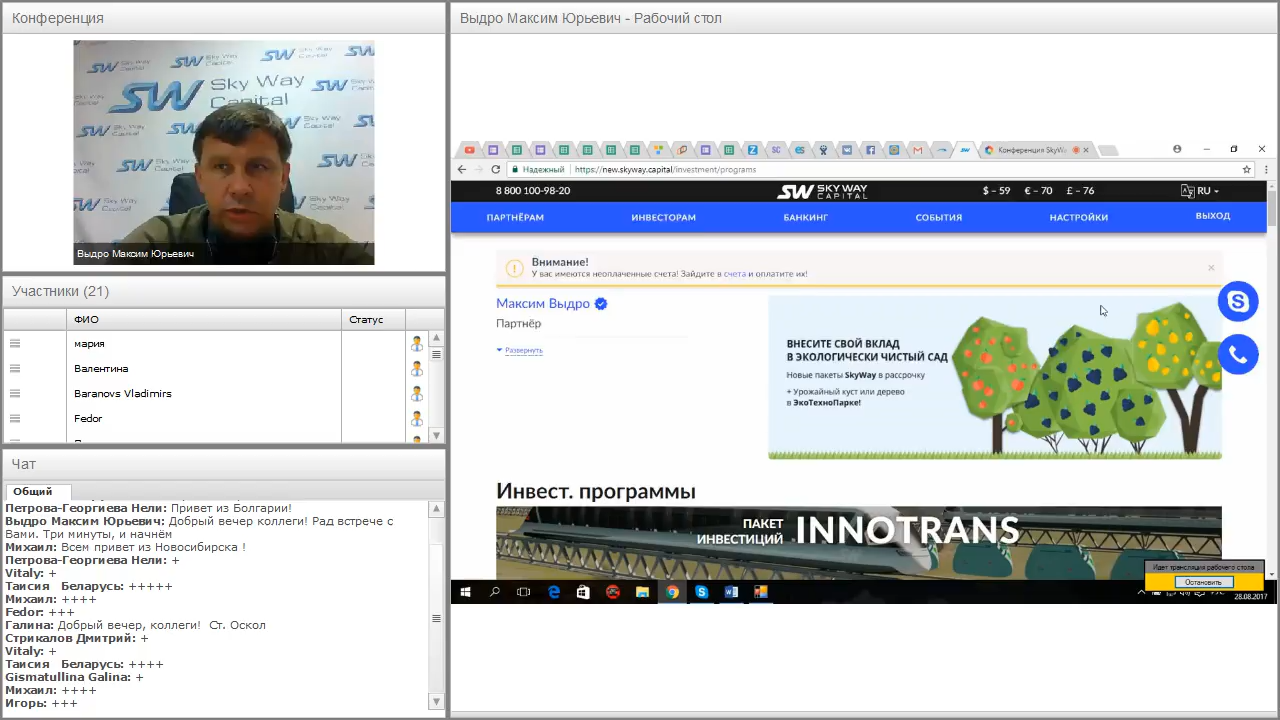 Конференция
SW Sky Way Capital
Выдро Максим Юрьевич
Участники (21)
ФИО
Статус
мария
Валентина
Baranovs Vladimirs
Fedor
Чат
Общий
Петрова-Георгиева Нели: Привет из Болгарии!
Выдро Максим Юрьевич: Добрый вечер коллеги! Рад встрече с
Вами. Три минуты, и начнём
Михаил: Всем привет из Новосибирска !
Петрова-Георгиева Нели: +
Vitaly: +
Таисия Беларусь: +++++
Михаил: ++++
Fedor: +++
Галина: Добрый вечер, коллеги! Ст. Оскол
Стрикалов Дмитрий: +
Vitaly: +
Таисия Беларусь: ++++
Gismatullina Galina: +
Михаил: ++++
Игорь: +++
Выдро Максим Юрьевич - Рабочий стол
Конференция SkyWa
Надежный https://new.skyway.capital/investment/programs
8 800 100-98-20
SW SKY WAY CAPITAL
$ – 59 € – 70 £ – 76
RU
ПАРТНЁРАМ ИНВЕСТОРАМ БАНКИНГ СОБЫТИЯ НАСТРОЙКИ ВЫХОД
Внимание!
У вас имеются неоплаченные счета! Зайдите в счета и оплатите их!
Максим Выдро
Партнёр
Развернуть
ВНЕСИТЕ СВОЙ ВКЛАД
В ЭКОЛОГИЧЕСКИ ЧИСТЫЙ САД
Новые пакеты SkyWay в рассрочку
+ Урожайный куст или дерево
в ЭкоТехноПарке!
Инвест. программы
ПАКЕТ ИНВЕСТИЦИЙ INNOTRANS
Идет трансляция рабочего стола
Остановить
28.08.2017